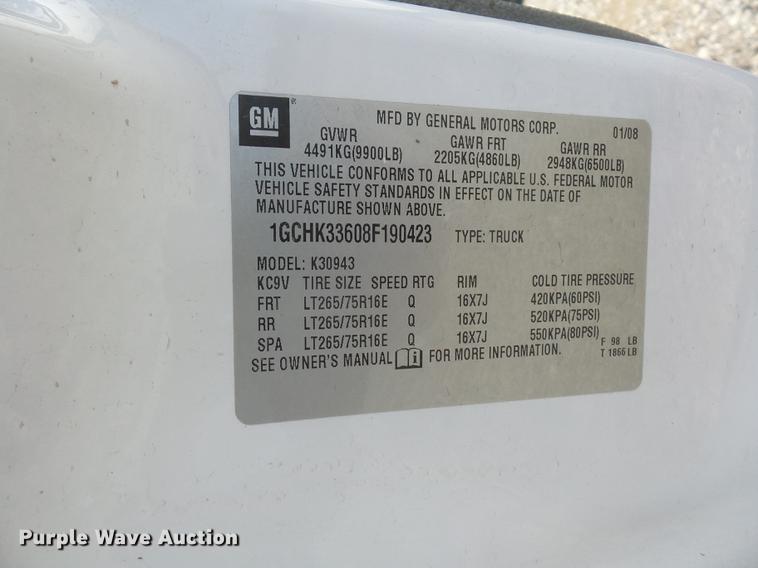 GM
MFD BY GENERAL MOTORS CORP. 01/08
GVWR GAWR FRT GAWR RR
4491KG(9900LB) 2205KG(4860LB) 2948KG(6500LB)
THIS VEHICLE CONFORMS TO ALL APPLICABLE U.S. FEDERAL MOTOR
VEHICLE SAFETY STANDARDS IN EFFECT ON THE DATE OF
MANUFACTURE SHOWN ABOVE.
1GCHK33608F190423 TYPE: TRUCK
MODEL: K30943
KC9V TIRE SIZE SPEED RTG RIM COLD TIRE PRESSURE
FRT LT265/75R16E Q 16X7J 420KPA(60PSI)
RR LT265/75R16E Q 16X7J 520KPA(75PSI)
SPA LT265/75R16E Q 16X7J 550KPA(80PSI) F 98 LB
SEE OWNER'S MANUAL FOR MORE INFORMATION. T 1866 LB
Purple Wave Auction